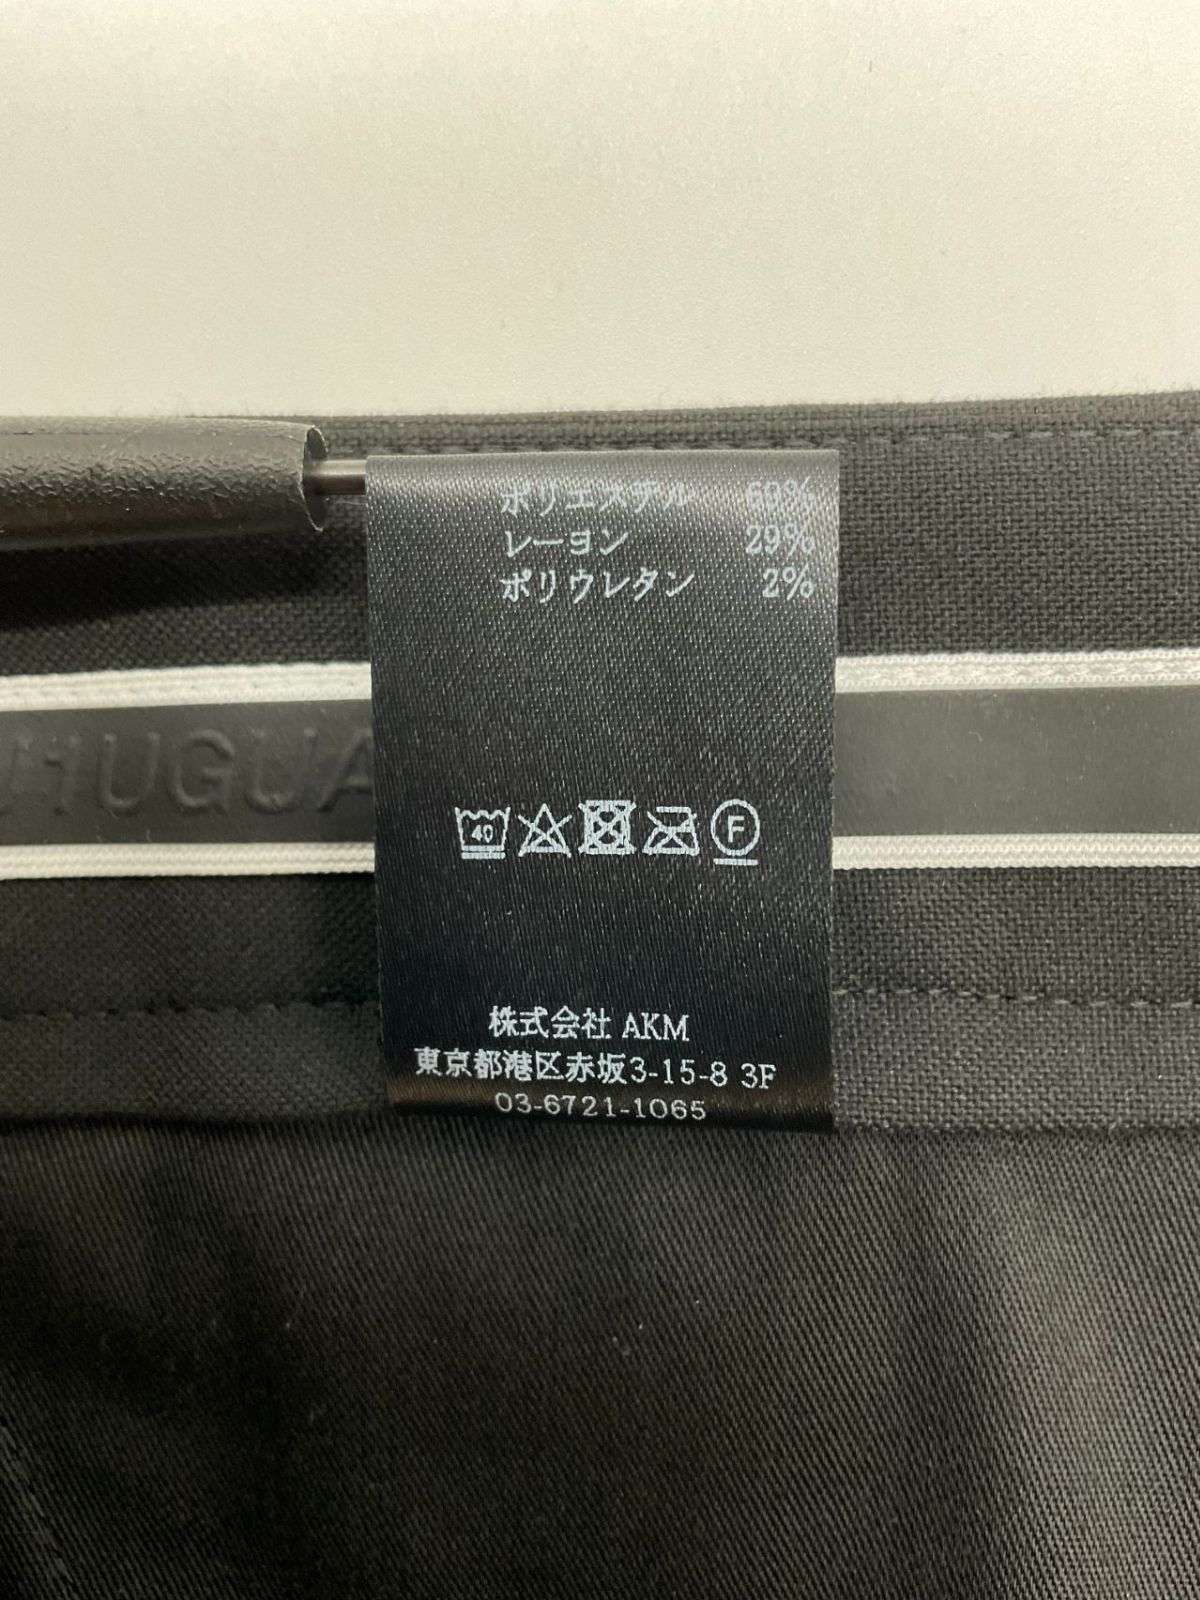 ポリエステル 69%
レーヨン 29%
ポリウレタン 2%
1UGUA
40
F
株式会社 AKM
東京都港区赤坂3-15-8 3F
03-6721-1065